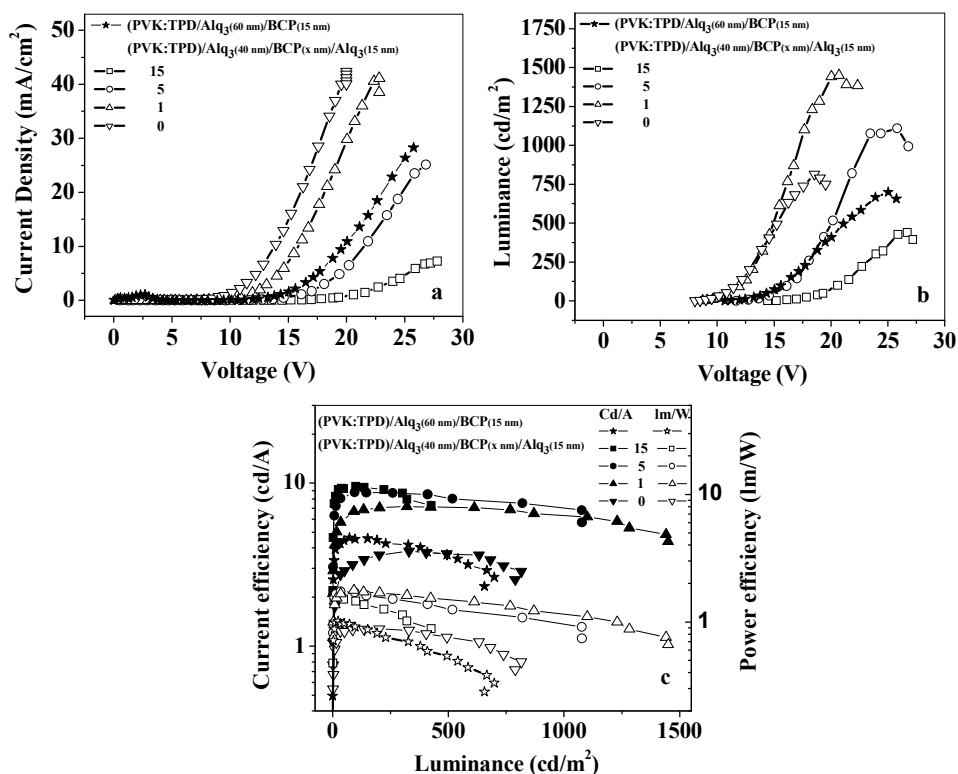 (PVK:TPD/Alq3(60 nm)/BCP(15 nm)
(PVK:TPD)/Alq3(40 nm)/BCP(x nm)/Alq3(15 nm)
15
5
1
0
50
40
30
20
10
0
Current Density (mA/cm2)
0 5 10 15 20 25 30
Voltage (V)
a
(PVK:TPD/Alq3(60 nm)/BCP(15 nm)
(PVK:TPD)/Alq3(40 nm)/BCP(x nm)/Alq3(15 nm)
15
5
1
0
1750
1500
1250
1000
750
500
250
0
Luminance (cd/m2)
0 5 10 15 20 25 30
Voltage (V)
b
(PVK:TPD)/Alq3(60 nm)/BCP(15 nm)
(PVK:TPD)/Alq3(40 nm)/BCP(x nm)/Alq3(15 nm)
Cd/A lm/W
15
5
1
0
10
1
Current efficiency (cd/A)
10
1
Power efficiency (lm/W)
0 500 1000 1500
Luminance (cd/m2)
c